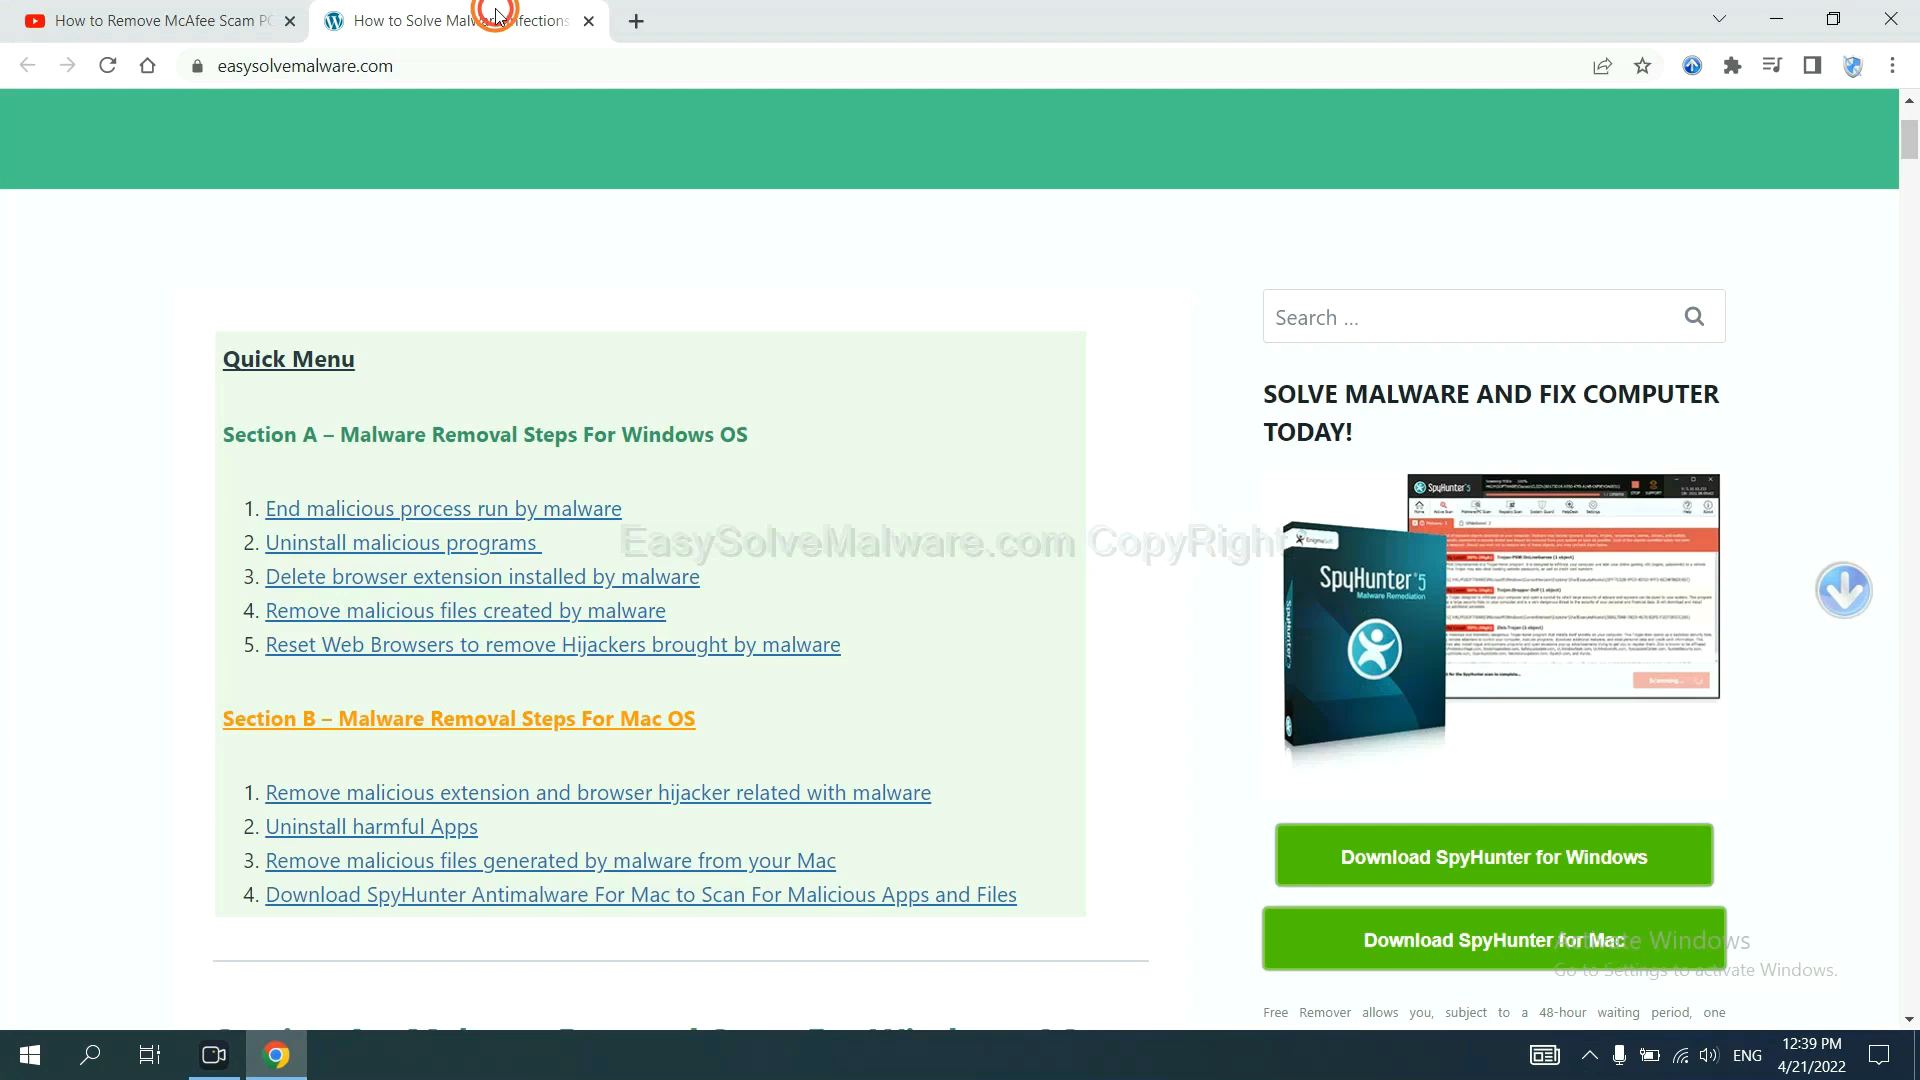 How to Remove McAfee Scam P
How to Solve Malware Infections
easysolvemalware.com
Quick Menu
Section A – Malware Removal Steps For Windows OS
1. End malicious process run by malware
2. Uninstall malicious programs
3. Delete browser extension installed by malware
4. Remove malicious files created by malware
5. Reset Web Browsers to remove Hijackers brought by malware
Section B – Malware Removal Steps For Mac OS
1. Remove malicious extension and browser hijacker related with malware
2. Uninstall harmful Apps
3. Remove malicious files generated by malware from your Mac
4. Download SpyHunter Antimalware For Mac to Scan For Malicious Apps and Files
EasySolveMalware.com CopyRight
Search ...
SOLVE MALWARE AND FIX COMPUTER
TODAY!
SpyHunter 5
EnigmaSoft
SpyHunter 5
Malware Remediation
Scanning...
Download SpyHunter for Windows
Download SpyHunter for Mac
Activate Windows
Go to Settings to activate Windows.
Free Remover allows you, subject to a 48-hour waiting period, one
ENG
12:39 PM
4/21/2022